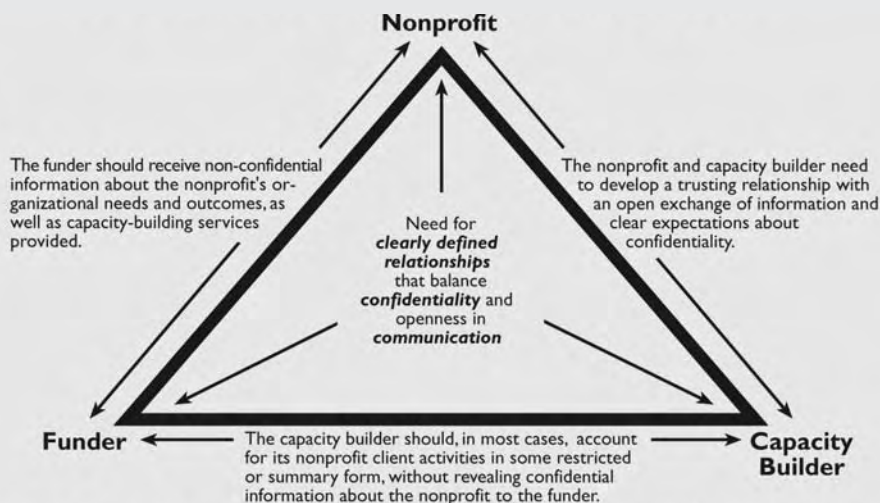 Nonprofit
The funder should receive non-confidential
information about the nonprofit's or-
ganizational needs and outcomes, as
well as capacity-building services
provided.
The nonprofit and capacity builder need
to develop a trusting relationship with
an open exchange of information and
clear expectations about
confidentiality.
Need for
clearly defined
relationships
that balance
confidentiality and
openness in
communication
Funder
The capacity builder should, in most cases, account
for its nonprofit client activities in some restricted
or summary form, without revealing confidential
information about the nonprofit to the funder.
Capacity
Builder